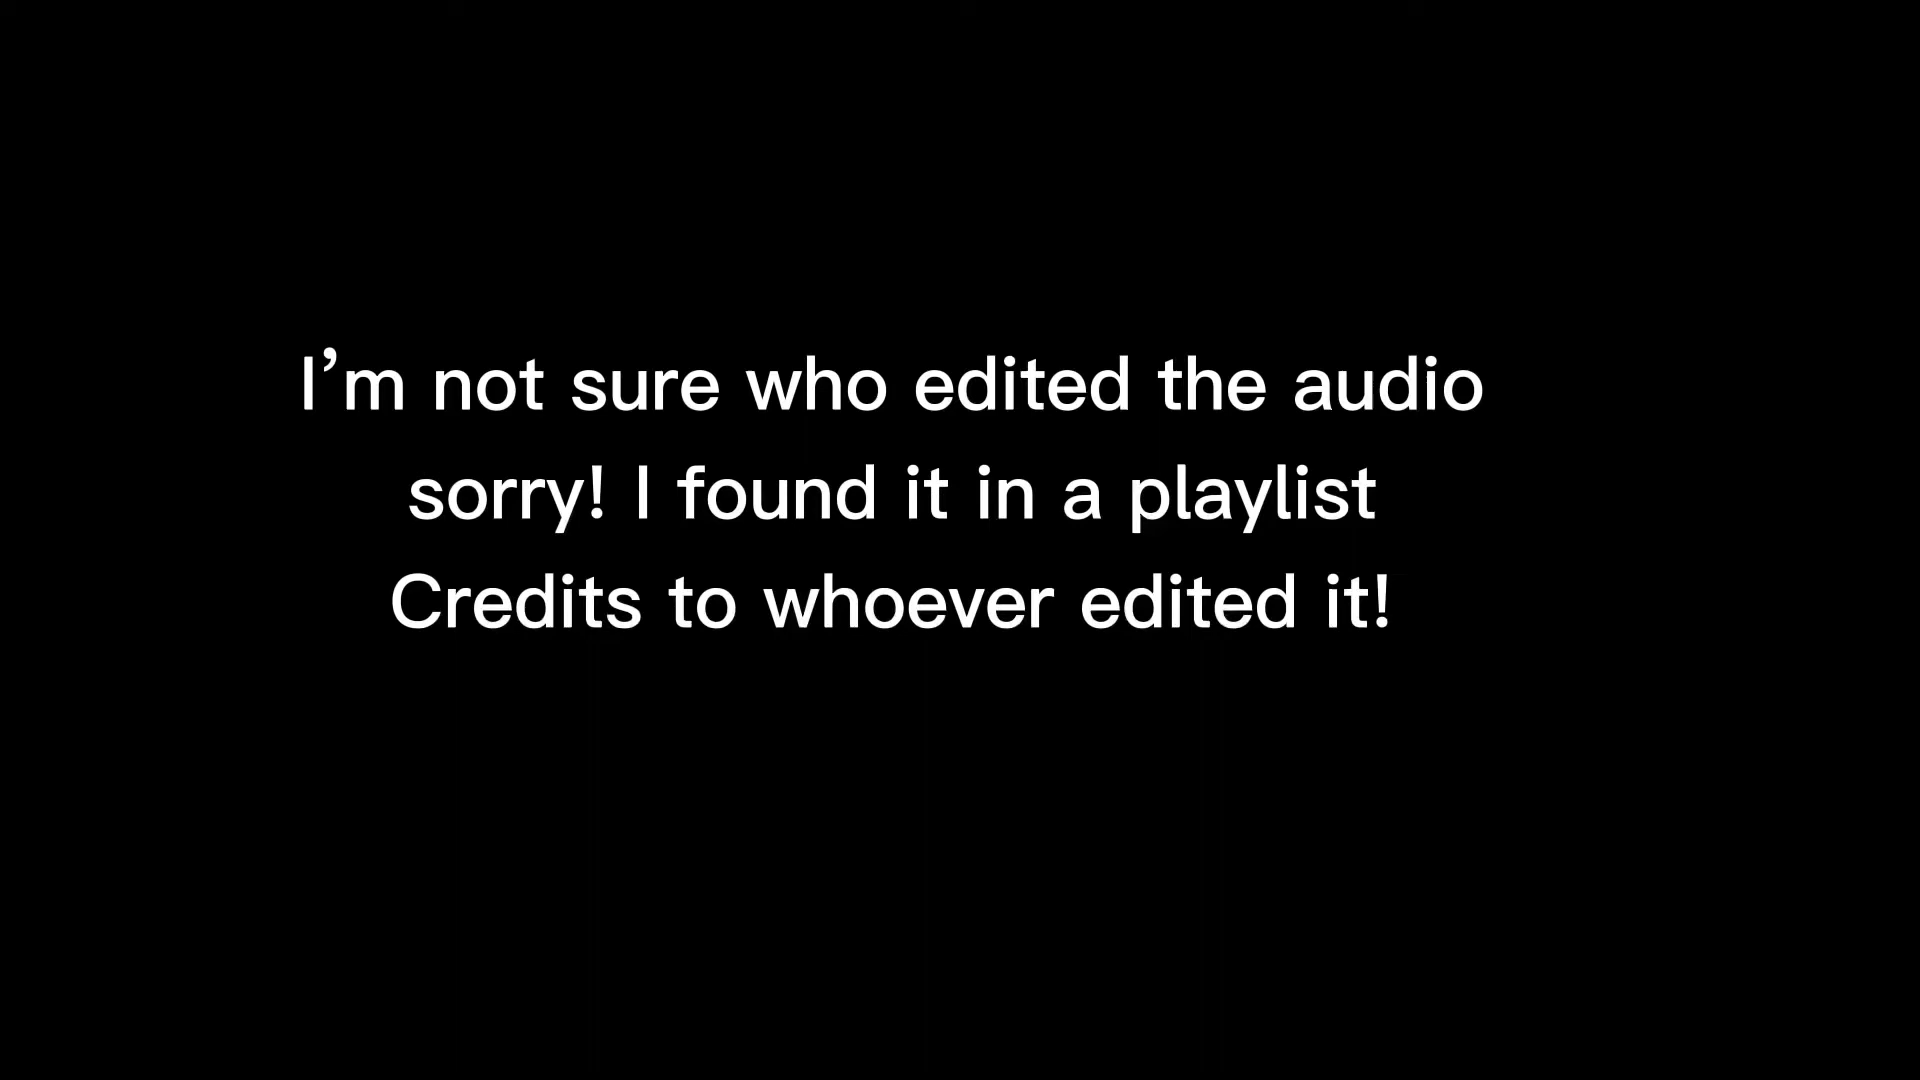 I’m not sure who edited the audio
sorry! I found it in a playlist
Credits to whoever edited it!